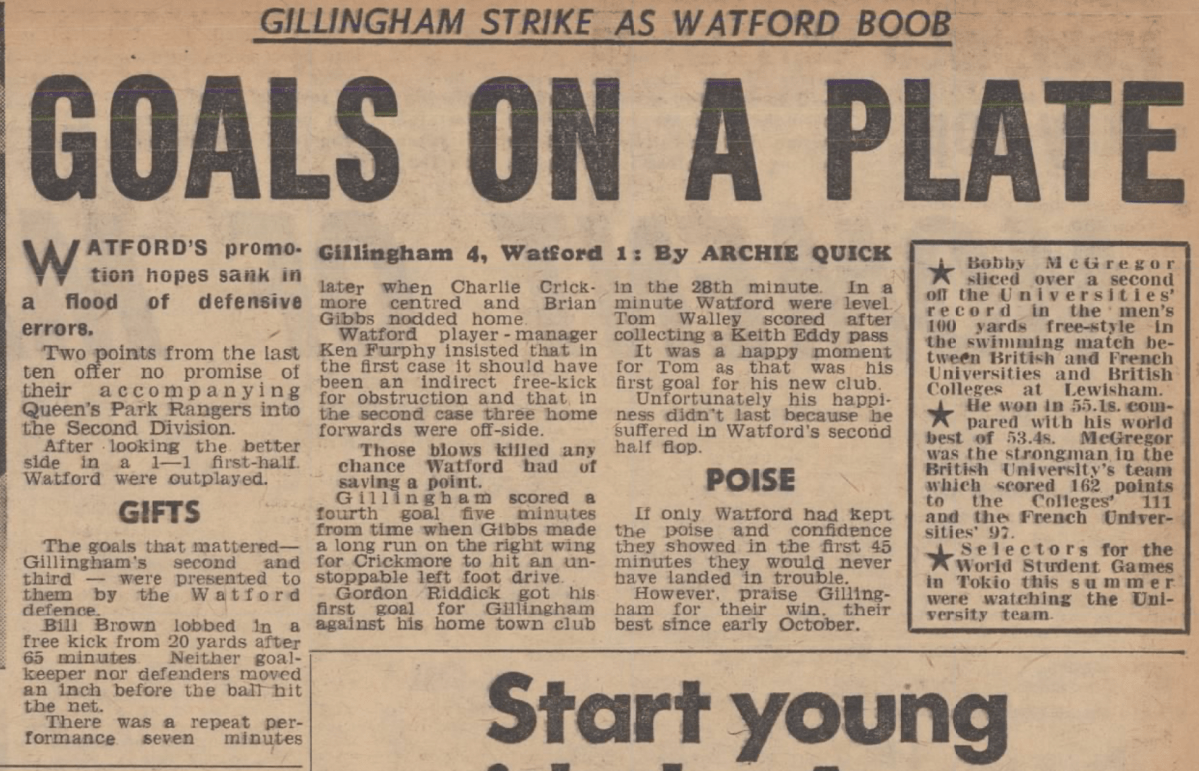 GILLINGHAM STRIKE AS WATFORD BOOB
GOALS ON A PLATE
WATFORD'S promo-
tion hopes sank in
a flood of defensive
errors.
Two points from the last
ten offer no promise of
their accompanying
Queen's Park Rangers into
the Second Division.
After looking the better
side in a 1—1 first-half.
Watford were outplayed.
GIFTS
The goals that mattered—
Gillingham's second and
third — were presented to
them by the Watford
defence.
Bill Brown lobbed in a
free kick from 20 yards after
65 minutes Neither goal-
keeper nor defenders moved
an inch before the ball hit
the net.
There was a repeat per-
formance seven minutes
Gillingham 4, Watford 1: By ARCHIE QUICK
later when Charlie Crick-
more centred and Brian
Gibbs nodded home.
Watford player-manager
Ken Furphy insisted that in
the first case it should have
been an indirect free-kick
for obstruction and that in
the second case three home
forwards were off-side.
Those blows killed any
chance Watford had of
saving a point.
Gillingham scored a
fourth goal five minutes
from time when Gibbs made
a long run on the right wing
for Crickmore to hit an un-
stoppable left foot drive.
Gordon Riddick got his
first goal for Gillingham
against his home town club
in the 28th minute. In a
minute Watford were level.
Tom Walley scored after
collecting a Keith Eddy pass
It was a happy moment
for Tom as that was his
first goal for his new club.
Unfortunately his happi-
ness didn't last because he
suffered in Watford's second
half flop.
POISE
If only Watford had kept
the poise and confidence
they showed in the first 45
minutes they would never
have landed in trouble.
However, praise Gilling-
ham for their win, their
best since early October.
★ Bobby McGregor
sliced over a second
off the Universities'
record in the men's
100 yards free-style in
the swimming match be-
tween British and French
Universities and British
Colleges at Lewisham.
★ He won in 55.1s. com-
pared with his world
best of 53.4s. McGregor
was the strongman in the
British University's team
which scored 162 points
to the Colleges' 111
and the French Univer-
sities' 97.
★ Selectors for the
World Student Games
in Tokio this summer
were watching the Uni-
versity team.
Start young